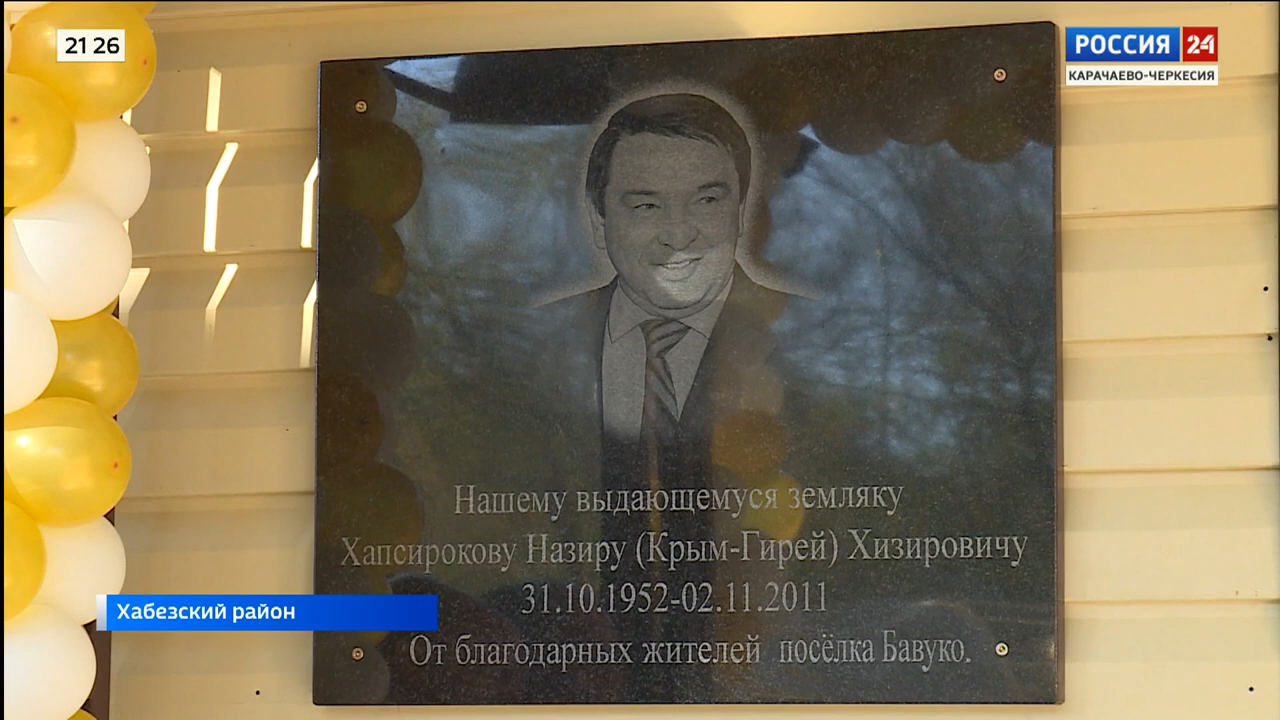 21 26
РОССИЯ 24
КАРАЧАЕВО-ЧЕРКЕСИЯ
Нашему выдающемуся земляку
Хапсирокову Назиру (Крым-Гирей) Хизировичу
31.10.1952-02.11.2011
От благодарных жителей посёлка Бавуко.
Хабезский район